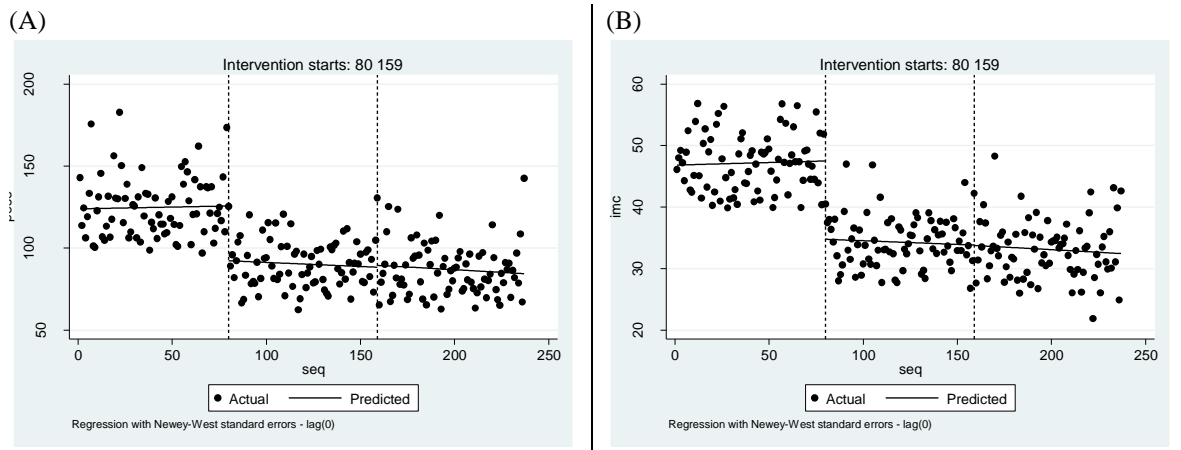 (A)
Intervention starts: 80 159
200
150
100
50
0 50 100 150 200 250
seq
Actual Predicted
Regression with Newey-West standard errors - lag(0)
(B)
Intervention starts: 80 159
60
50
40
30
20
imc
0 50 100 150 200 250
seq
Actual Predicted
Regression with Newey-West standard errors - lag(0)